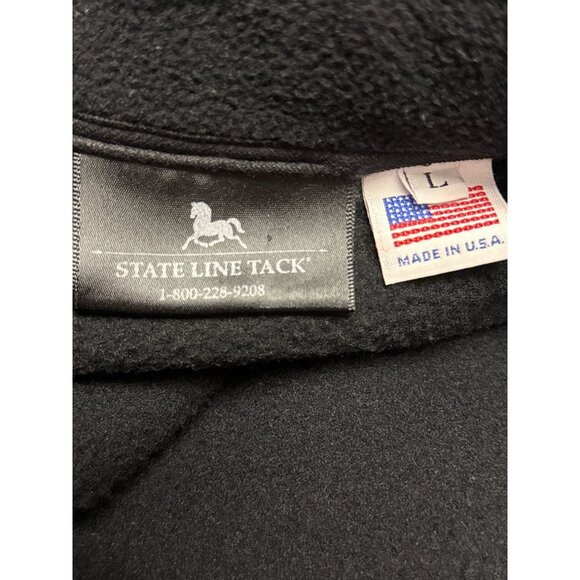 STATE LINE TACK®
1-800-228-9208
L
MADE IN U.S.A.